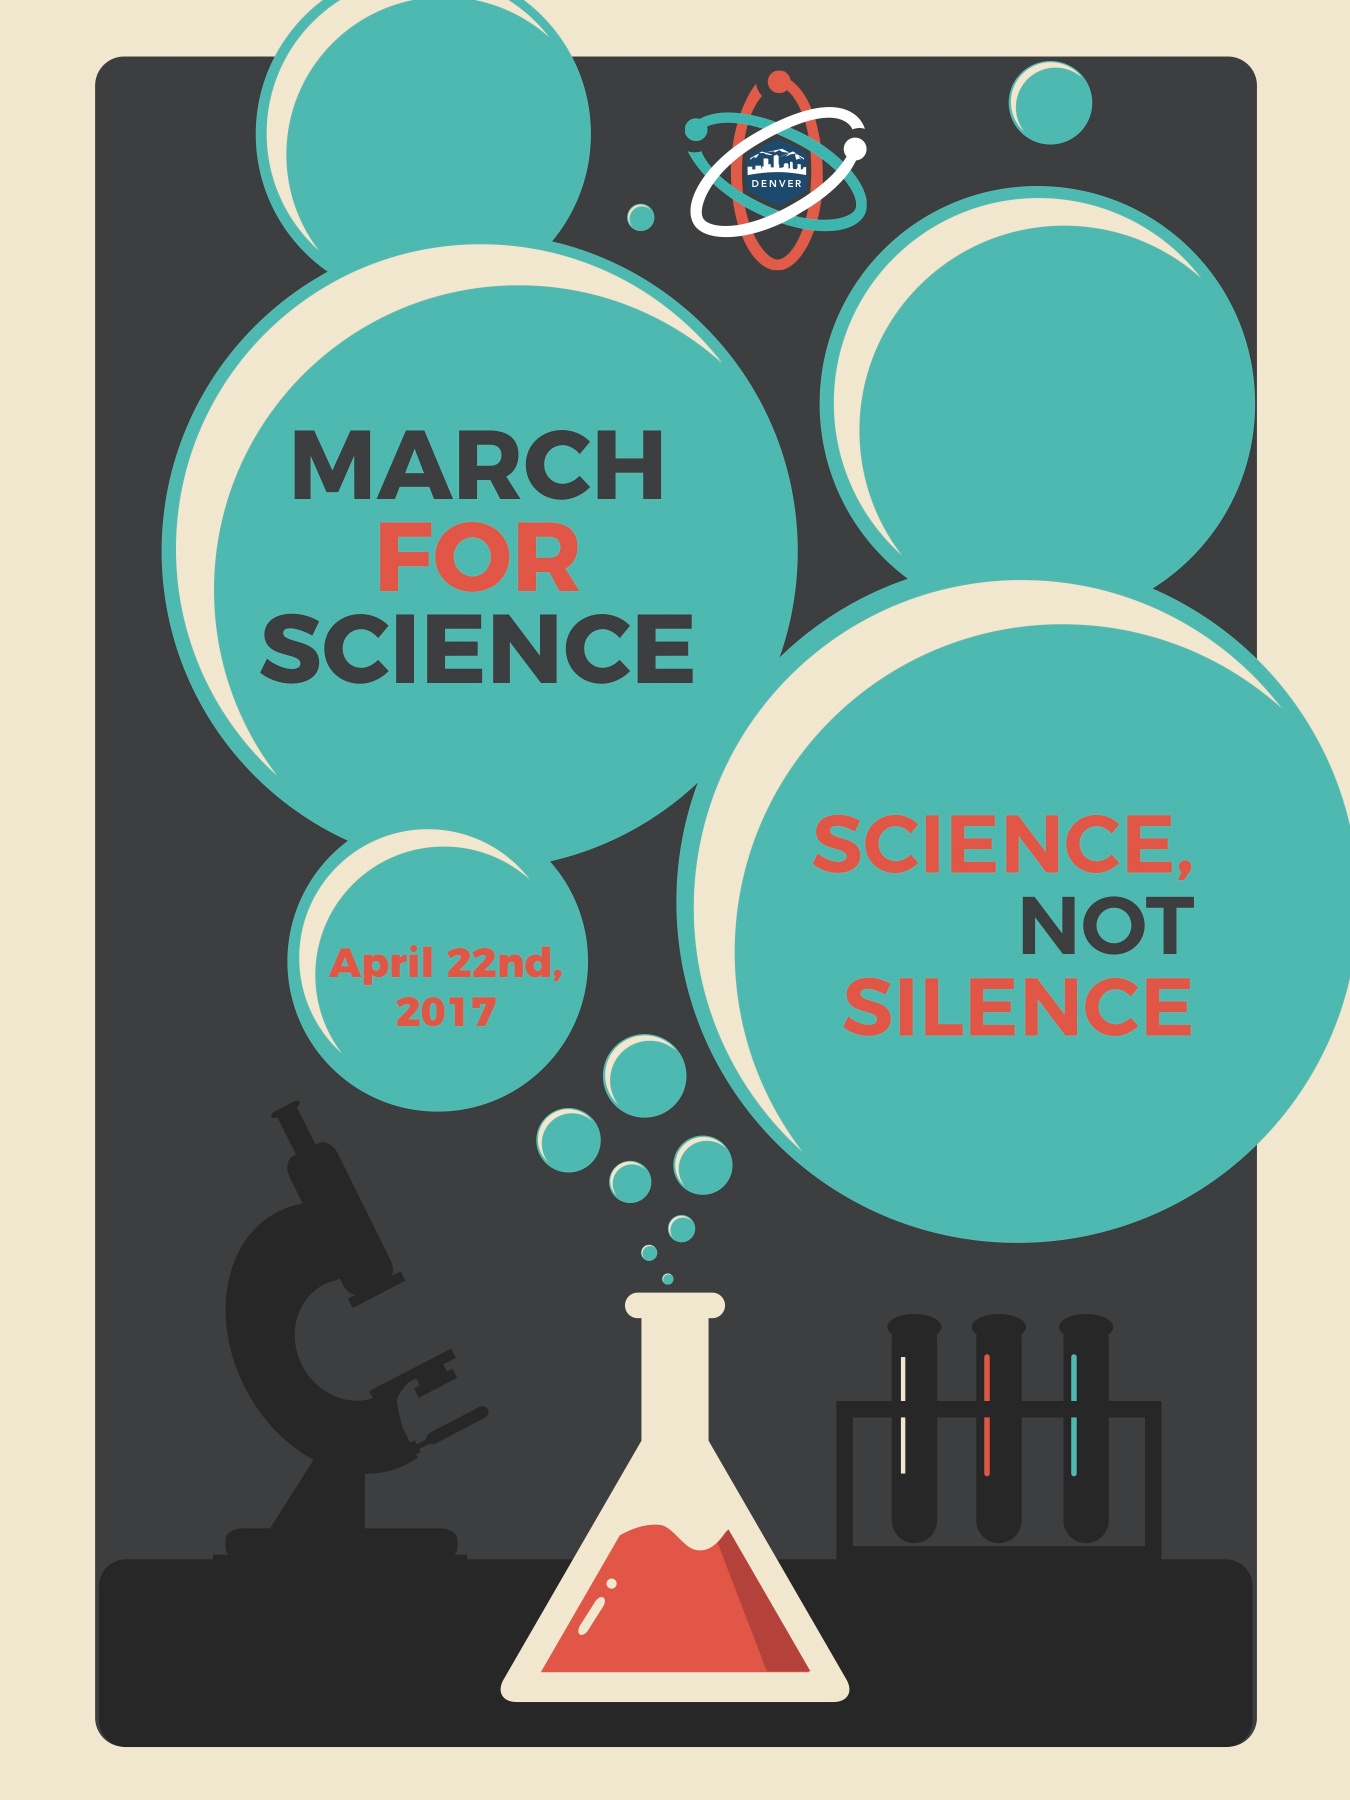 DENVER
MARCH
FOR
SCIENCE
SCIENCE,
NOT
SILENCE
April 22nd,
2017